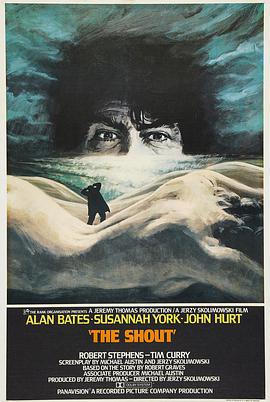 THE RANK ORGANISATION PRESENTS A JEREMY THOMAS PRODUCTION / A JERZY SKOLIMOWSKI FILM
ALAN BATES · SUSANNAH YORK · JOHN HURT
'THE SHOUT'
ROBERT STEPHENS - TIM CURRY
SCREENPLAY BY MICHAEL AUSTIN AND JERZY SKOLIMOWSKI
BASED ON THE STORY BY ROBERT GRAVES
ASSOCIATE PRODUCER MICHAEL AUSTIN
PRODUCED BY JEREMY THOMAS - DIRECTED BY JERZY SKOLIMOWSKI
DOLBY SYSTEM
PANAVISION® A RECORDED PICTURE COMPANY PRODUCTION